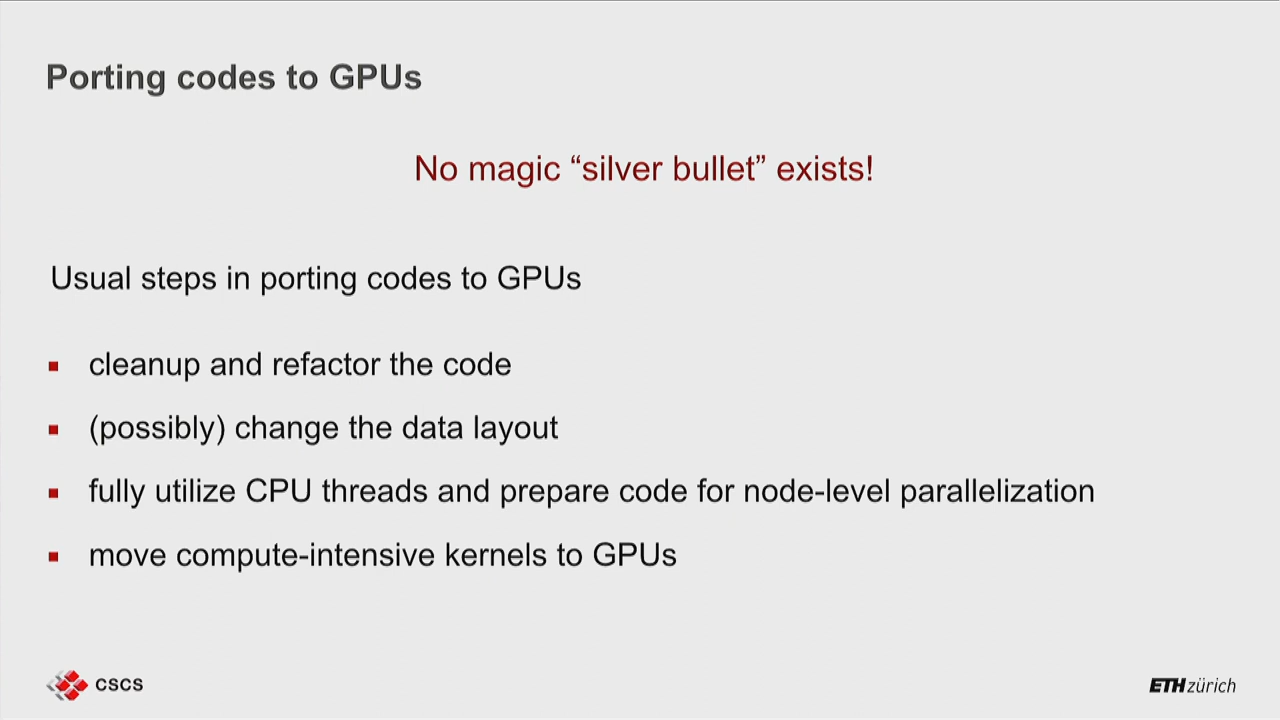 Porting codes to GPUs
No magic “silver bullet” exists!
Usual steps in porting codes to GPUs
▪ cleanup and refactor the code
▪ (possibly) change the data layout
▪ fully utilize CPU threads and prepare code for node-level parallelization
▪ move compute-intensive kernels to GPUs
CSCS
ETH zürich